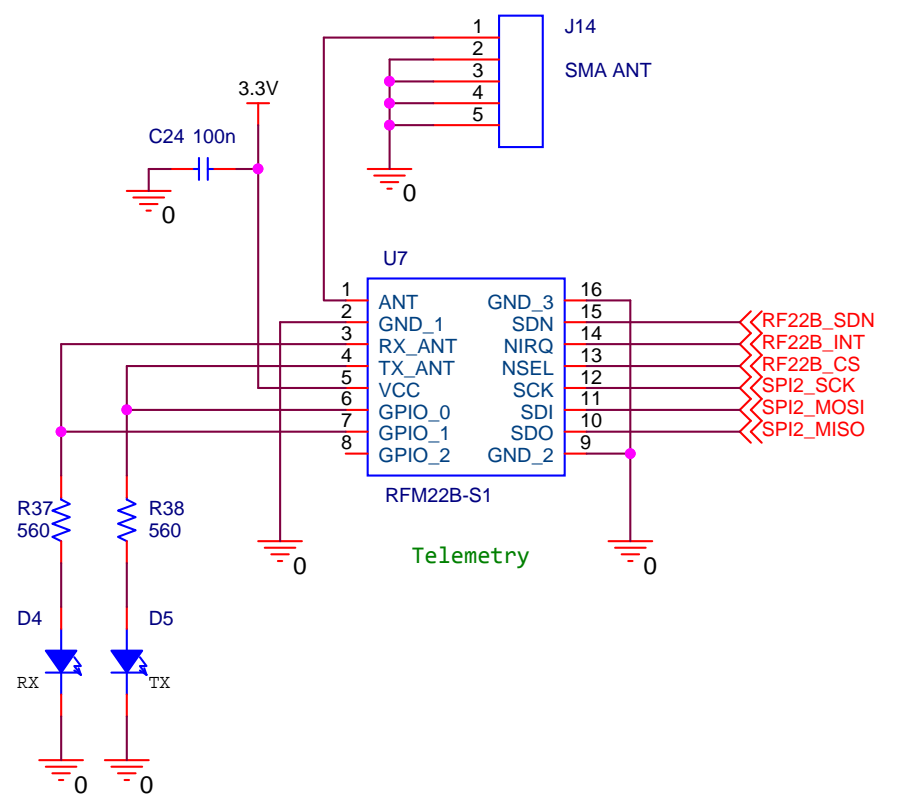 1
J14
2
3
SMA ANT
4
5
3.3V
C24 100n
0
0
U7
1
ANT
GND_3
16
2
GND_1
SDN
15
RF22B_SDN
3
RX_ANT
NIRQ
14
RF22B_INT
4
TX_ANT
NSEL
13
RF22B_CS
5
VCC
SCK
12
SPI2_SCK
6
GPIO_0
SDI
11
SPI2_MOSI
7
GPIO_1
SDO
10
SPI2_MISO
8
GPIO_2
GND_2
9
RFM22B-S1
R37
560
R38
560
Telemetry
0
0
D4
D5
RX
TX
0
0